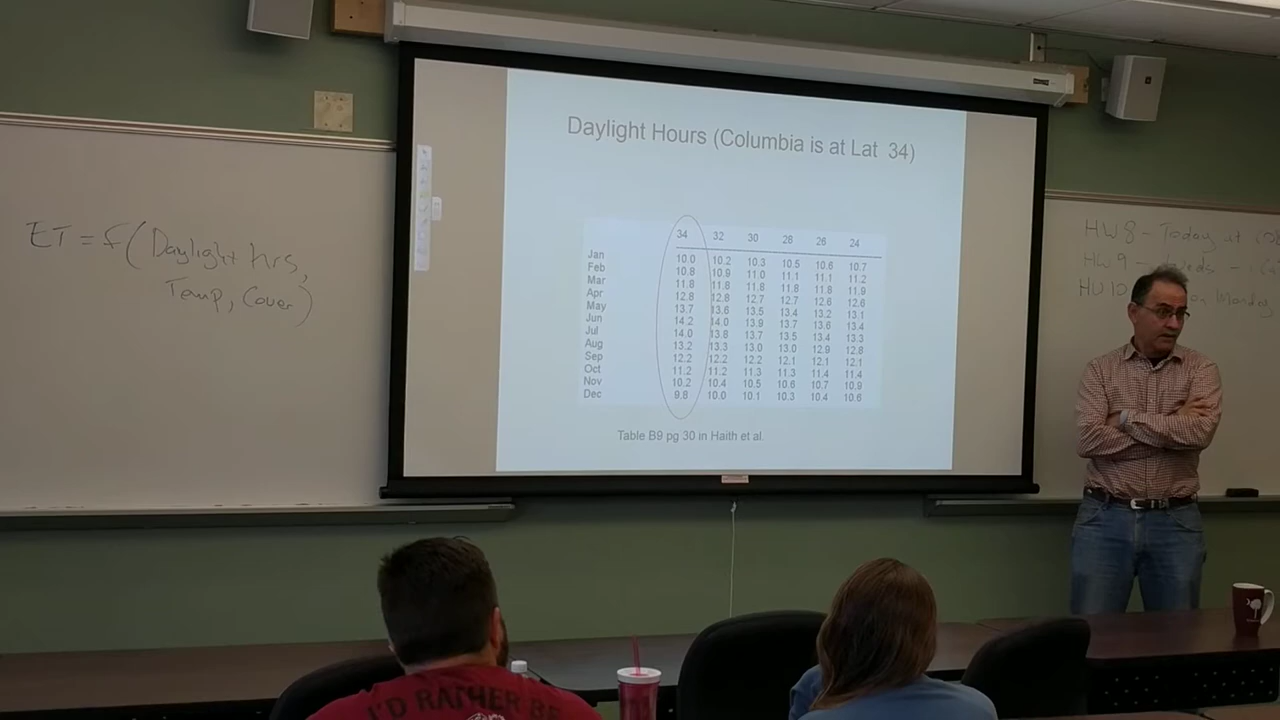 ET = f(Daylight hrs,
Temp, Cover)
Daylight Hours (Columbia is at Lat 34)
34 32 30 28 26 24
Jan 10.0 10.2 10.3 10.5 10.6 10.7
Feb 10.8 10.9 11.0 11.1 11.1 11.2
Mar 11.8 11.8 11.8 11.8 11.8 11.9
Apr 12.8 12.8 12.7 12.7 12.6 12.6
May 13.7 13.6 13.5 13.4 13.2 13.1
Jun 14.2 14.0 13.9 13.7 13.6 13.4
Jul 14.0 13.8 13.7 13.5 13.4 13.3
Aug 13.2 13.3 13.0 13.0 12.9 12.8
Sep 12.2 12.2 12.2 12.1 12.1 12.1
Oct 11.2 11.2 11.3 11.3 11.4 11.4
Nov 10.2 10.4 10.5 10.6 10.7 10.9
Dec 9.8 10.0 10.1 10.3 10.4 10.6
Table B9 pg 30 in Haith et al.
HW 8 - Today at
HW 9 -
HW 10 on Monday
I'D RATHER BE